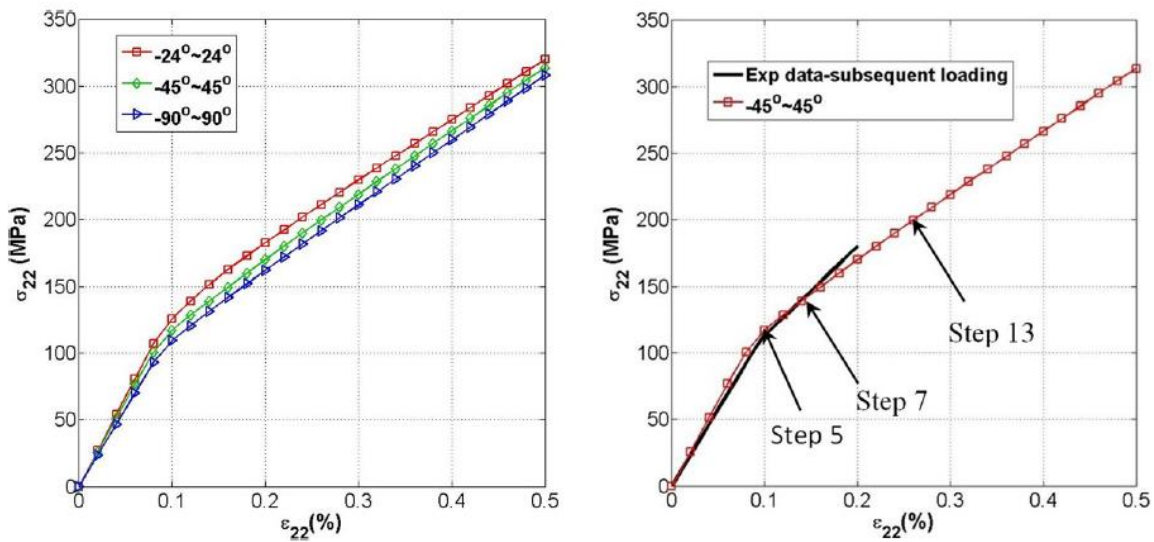 350
300
250
200
150
100
50
0
σ22 (MPa)
-24°~24°
-45°~45°
-90°~90°
0 0.1 0.2 0.3 0.4 0.5
ε22(%)
350
300
250
200
150
100
50
0
σ22 (MPa)
Exp data-subsequent loading
-45°~45°
Step 13
Step 7
Step 5
0 0.1 0.2 0.3 0.4 0.5
ε22(%)